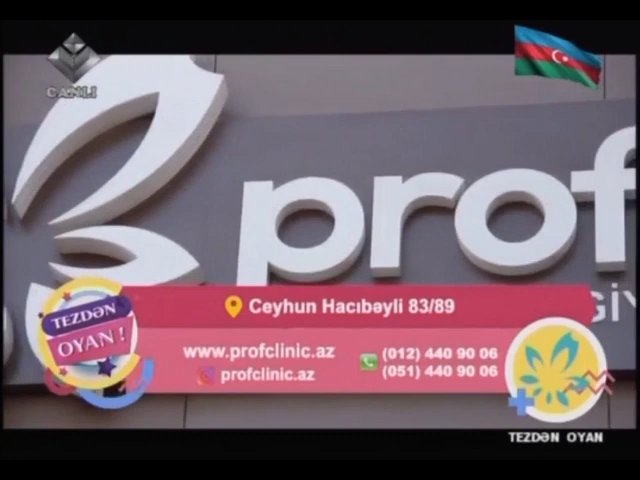 CANLI
prof
GİY
TEZDƏN
OYAN !
Ceyhun Hacıbəyli 83/89
www.profclinic.az
profclinic.az
(012) 440 90 06
(051) 440 90 06
TEZDƏN OYAN